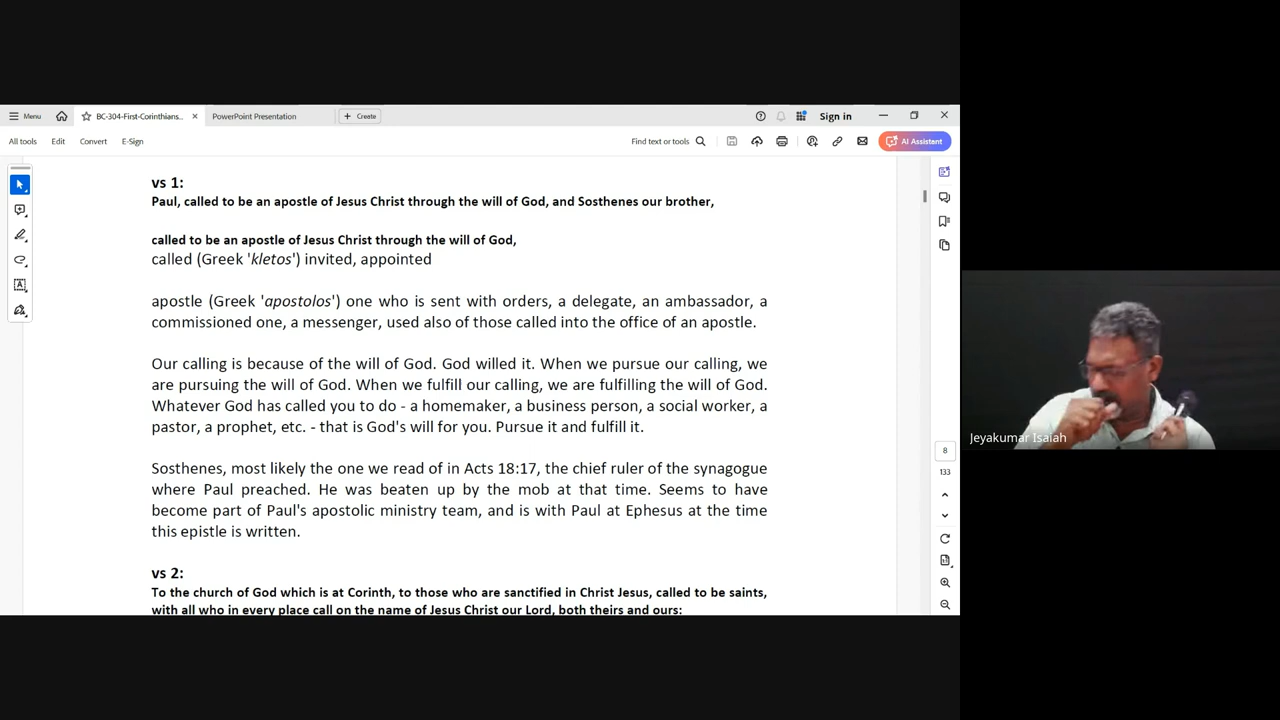 Menu
BC-304-First-Corinthians...
PowerPoint Presentation
Create
Sign in
All tools
Edit
Convert
E-Sign
Find text or tools
AI Assistant
vs 1:
Paul, called to be an apostle of Jesus Christ through the will of God, and Sosthenes our brother,
called to be an apostle of Jesus Christ through the will of God,
called (Greek 'kletos') invited, appointed
apostle (Greek 'apostolos') one who is sent with orders, a delegate, an ambassador, a
commissioned one, a messenger, used also of those called into the office of an apostle.
Our calling is because of the will of God. God willed it. When we pursue our calling, we
are pursuing the will of God. When we fulfill our calling, we are fulfilling the will of God.
Whatever God has called you to do - a homemaker, a business person, a social worker, a
pastor, a prophet, etc. - that is God's will for you. Pursue it and fulfill it.
Sosthenes, most likely the one we read of in Acts 18:17, the chief ruler of the synagogue
where Paul preached. He was beaten up by the mob at that time. Seems to have
become part of Paul's apostolic ministry team, and is with Paul at Ephesus at the time
this epistle is written.
vs 2:
To the church of God which is at Corinth, to those who are sanctified in Christ Jesus, called to be saints,
with all who in every place call on the name of Jesus Christ our Lord, both theirs and ours:
8
133
Jeyakumar Isaiah